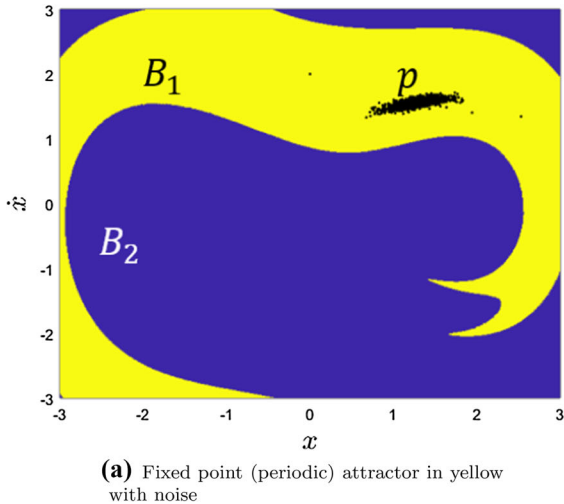 3
2
1
0
-1
-2
-3
ẋ
B₁
p
B₂
-3 -2 -1 0 1 2 3
x
(a) Fixed point (periodic) attractor in yellow
with noise